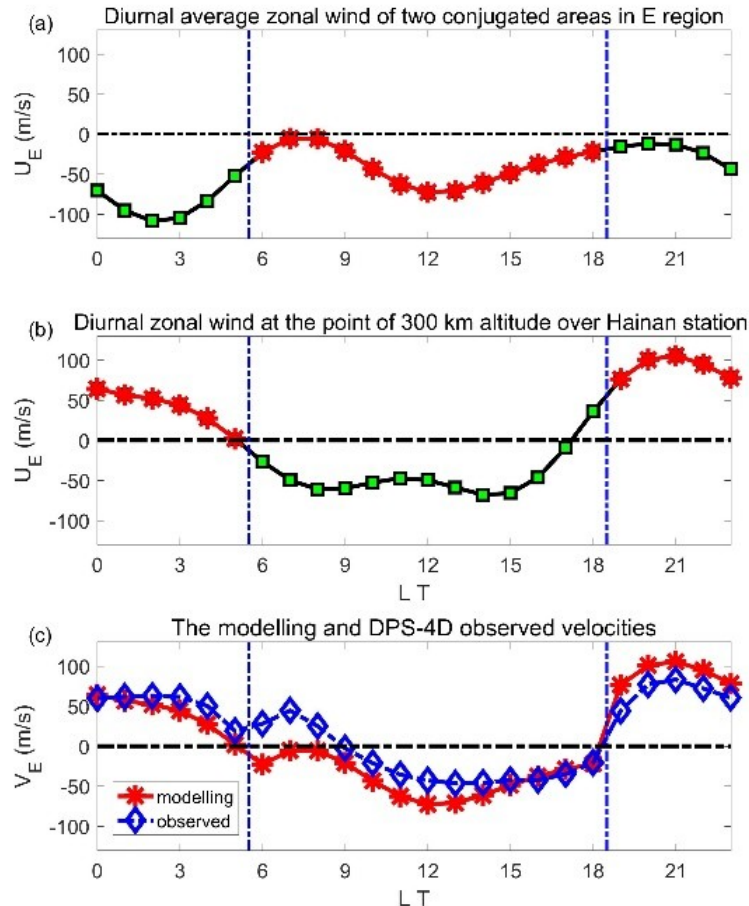 (a) Diurnal average zonal wind of two conjugated areas in E region
100
50
0
-50
-100
U_E (m/s)
0 3 6 9 12 15 18 21
(b) Diurnal zonal wind at the point of 300 km altitude over Hainan station
100
50
0
-50
-100
U_E (m/s)
0 3 6 9 12 15 18 21
L T
(c) The modelling and DPS-4D observed velocities
100
50
0
-50
-100
V_E (m/s)
modelling
observed
0 3 6 9 12 15 18 21
L T